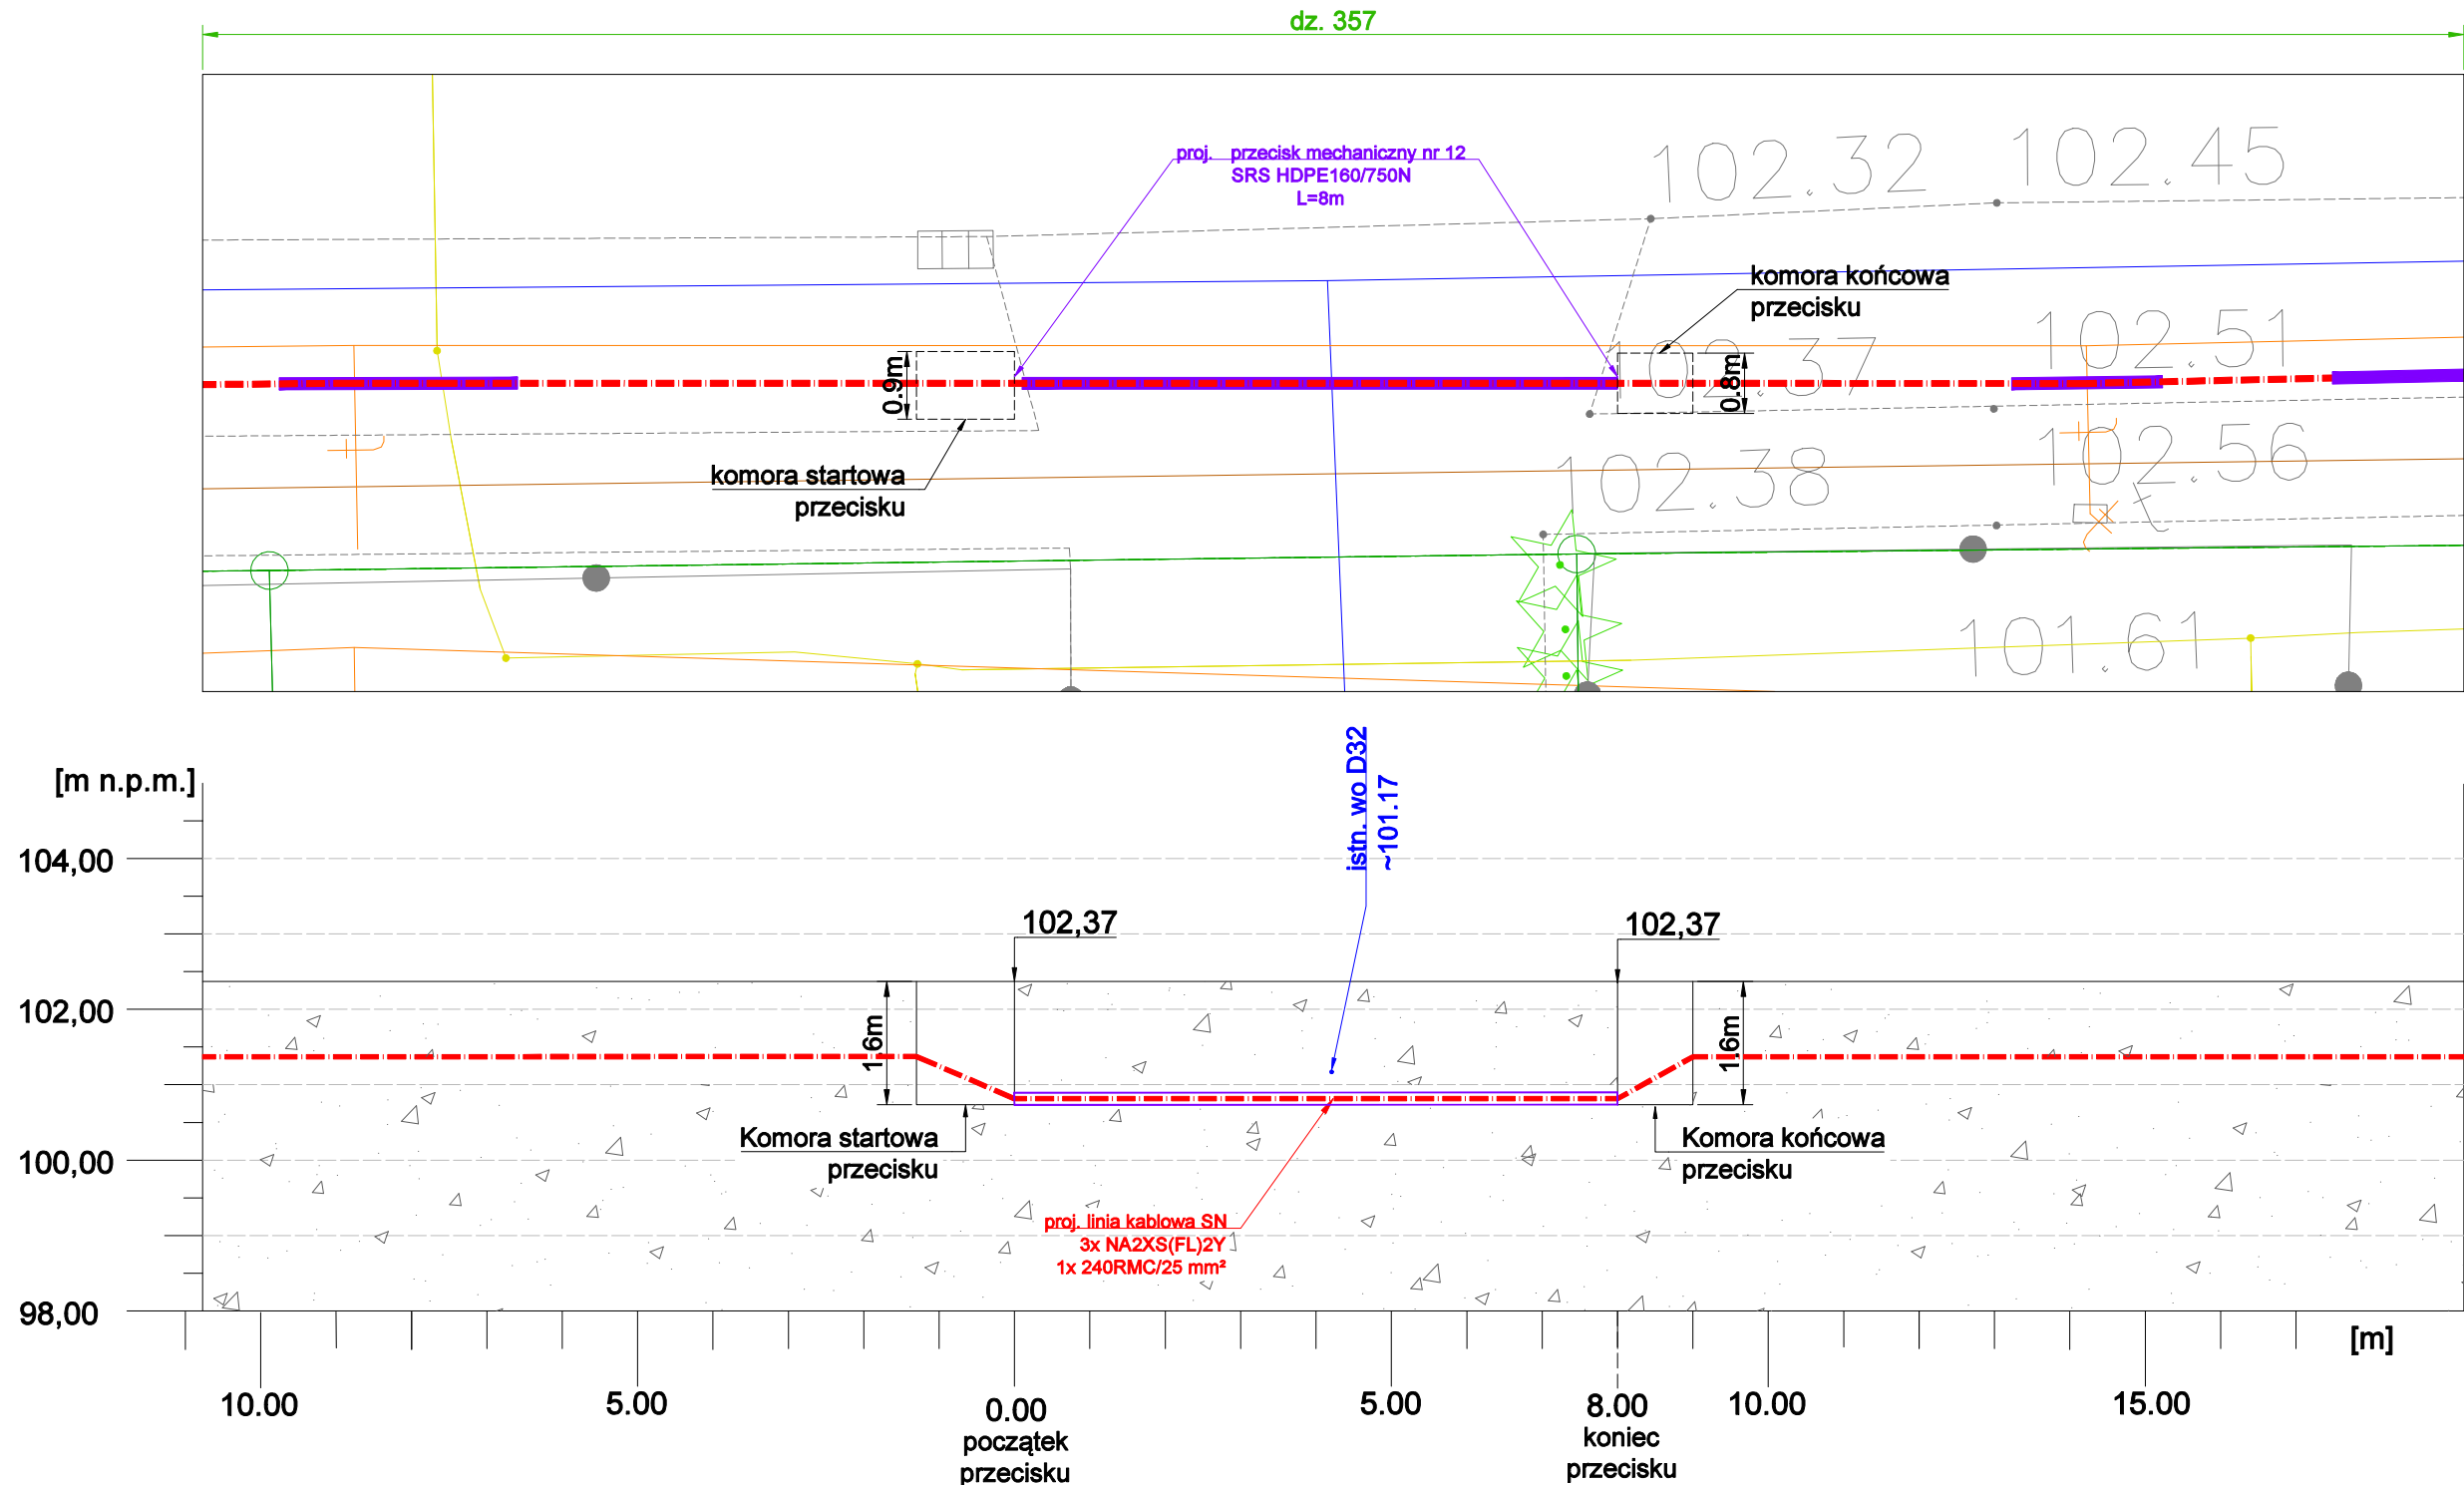 dz. 357
proj. przecisk mechaniczny nr 12
SRS HDPE160/750N
L=8m
102.32
102.45
komora końcowa
przecisku
102.37
102.51
0.9m
0.8m
komora startowa
przecisku
102.38
102.56
101.61
[m n.p.m.]
istn. wo D32
~101.17
104,00
102,37
102,37
102,00
1.6m
1.6m
Komora startowa
przecisku
Komora końcowa
przecisku
100,00
proj. linia kablowa SN
3x NA2XS(FL)2Y
1x 240RMC/25 mm²
98,00
[m]
10.00
5.00
0.00
5.00
8.00
10.00
15.00
początek
przecisku
koniec
przecisku